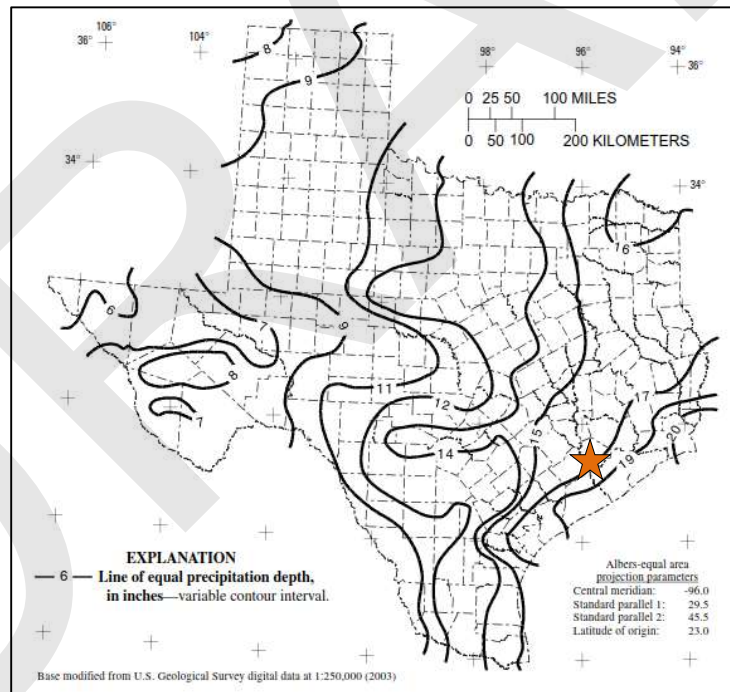 106°
36°
104°
98°
96°
94°
36°
8
9
0 25 50 100 MILES
0 50 100 200 KILOMETERS
34°
34°
16
6
7
9
8
7
11
12
14
15
17
19
20
EXPLANATION
— 6 — Line of equal precipitation depth,
in inches—variable contour interval.
Albers-equal area
projection parameters
Central meridian: -96.0
Standard parallel 1: 29.5
Standard parallel 2: 45.5
Latitude of origin: 23.0
Base modified from U.S. Geological Survey digital data at 1:250,000 (2003)